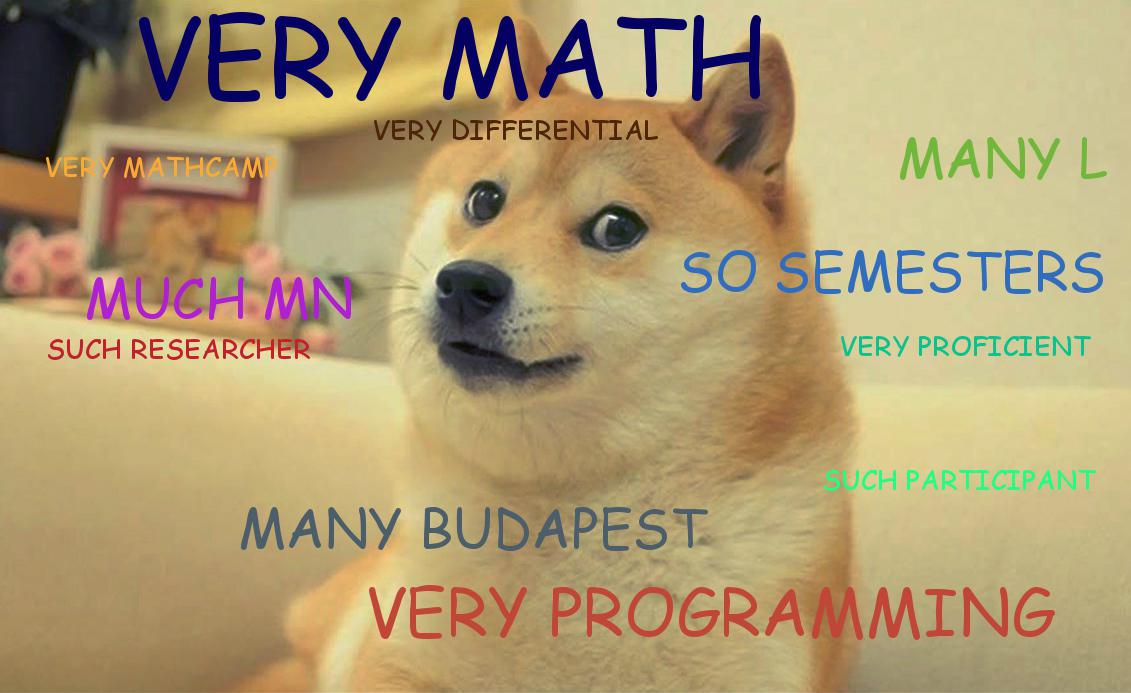 VERY MATH
VERY DIFFERENTIAL
VERY MATHCAMP
MANY L
SO SEMESTERS
MUCH MN
SUCH RESEARCHER
VERY PROFICIENT
SUCH PARTICIPANT
MANY BUDAPEST
VERY PROGRAMMING